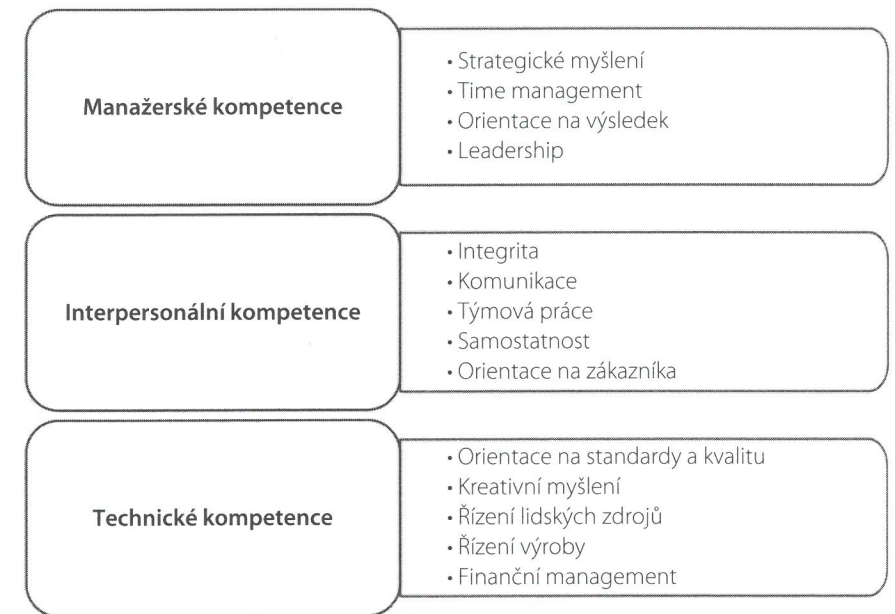 Manažerské kompetence
• Strategické myšlení
• Time management
• Orientace na výsledek
• Leadership
Interpersonální kompetence
• Integrita
• Komunikace
• Týmová práce
• Samostatnost
• Orientace na zákazníka
Technické kompetence
• Orientace na standardy a kvalitu
• Kreativní myšlení
• Řízení lidských zdrojů
• Řízení výroby
• Finanční management